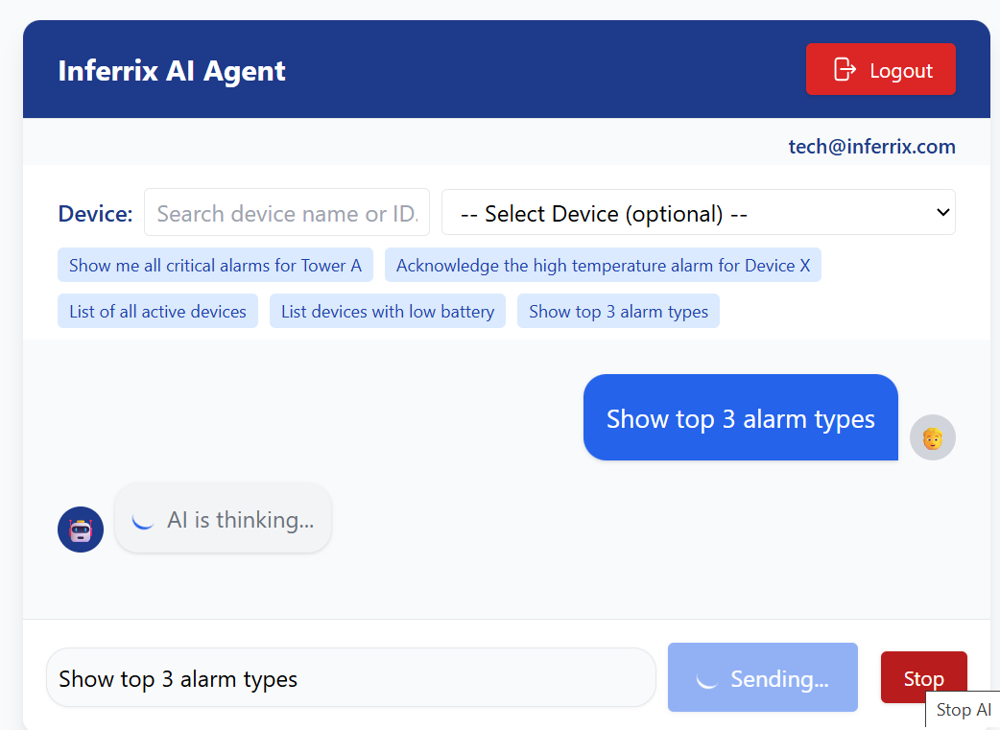 Inferrix AI Agent
Logout
tech@inferrix.com
Device: Search device name or ID. -- Select Device (optional) --
Show me all critical alarms for Tower A Acknowledge the high temperature alarm for Device X
List of all active devices List devices with low battery Show top 3 alarm types
Show top 3 alarm types
AI is thinking...
Show top 3 alarm types Sending... Stop
Stop AI